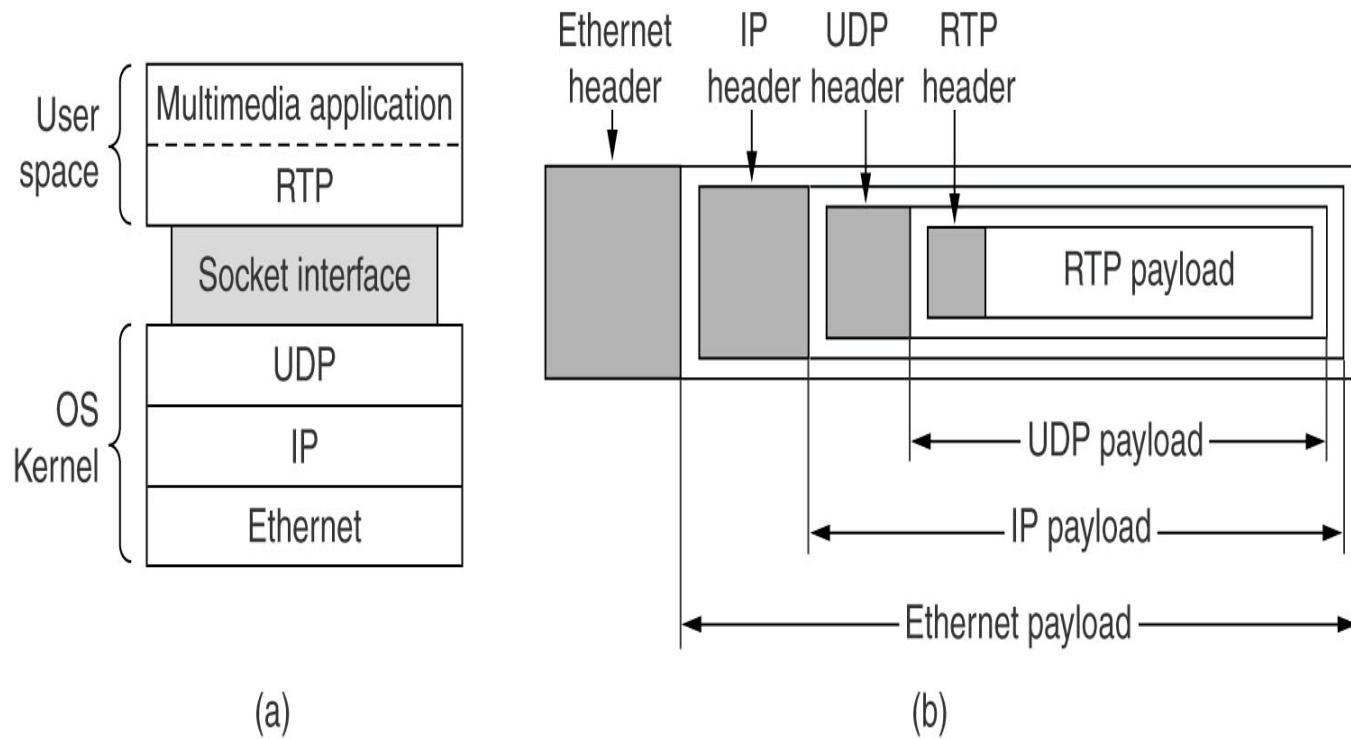 User
space
Multimedia application
RTP
Socket interface
OS
Kernel
UDP
IP
Ethernet
(a)
Ethernet
header
IP
header
UDP
header
RTP
header
RTP payload
UDP payload
IP payload
Ethernet payload
(b)